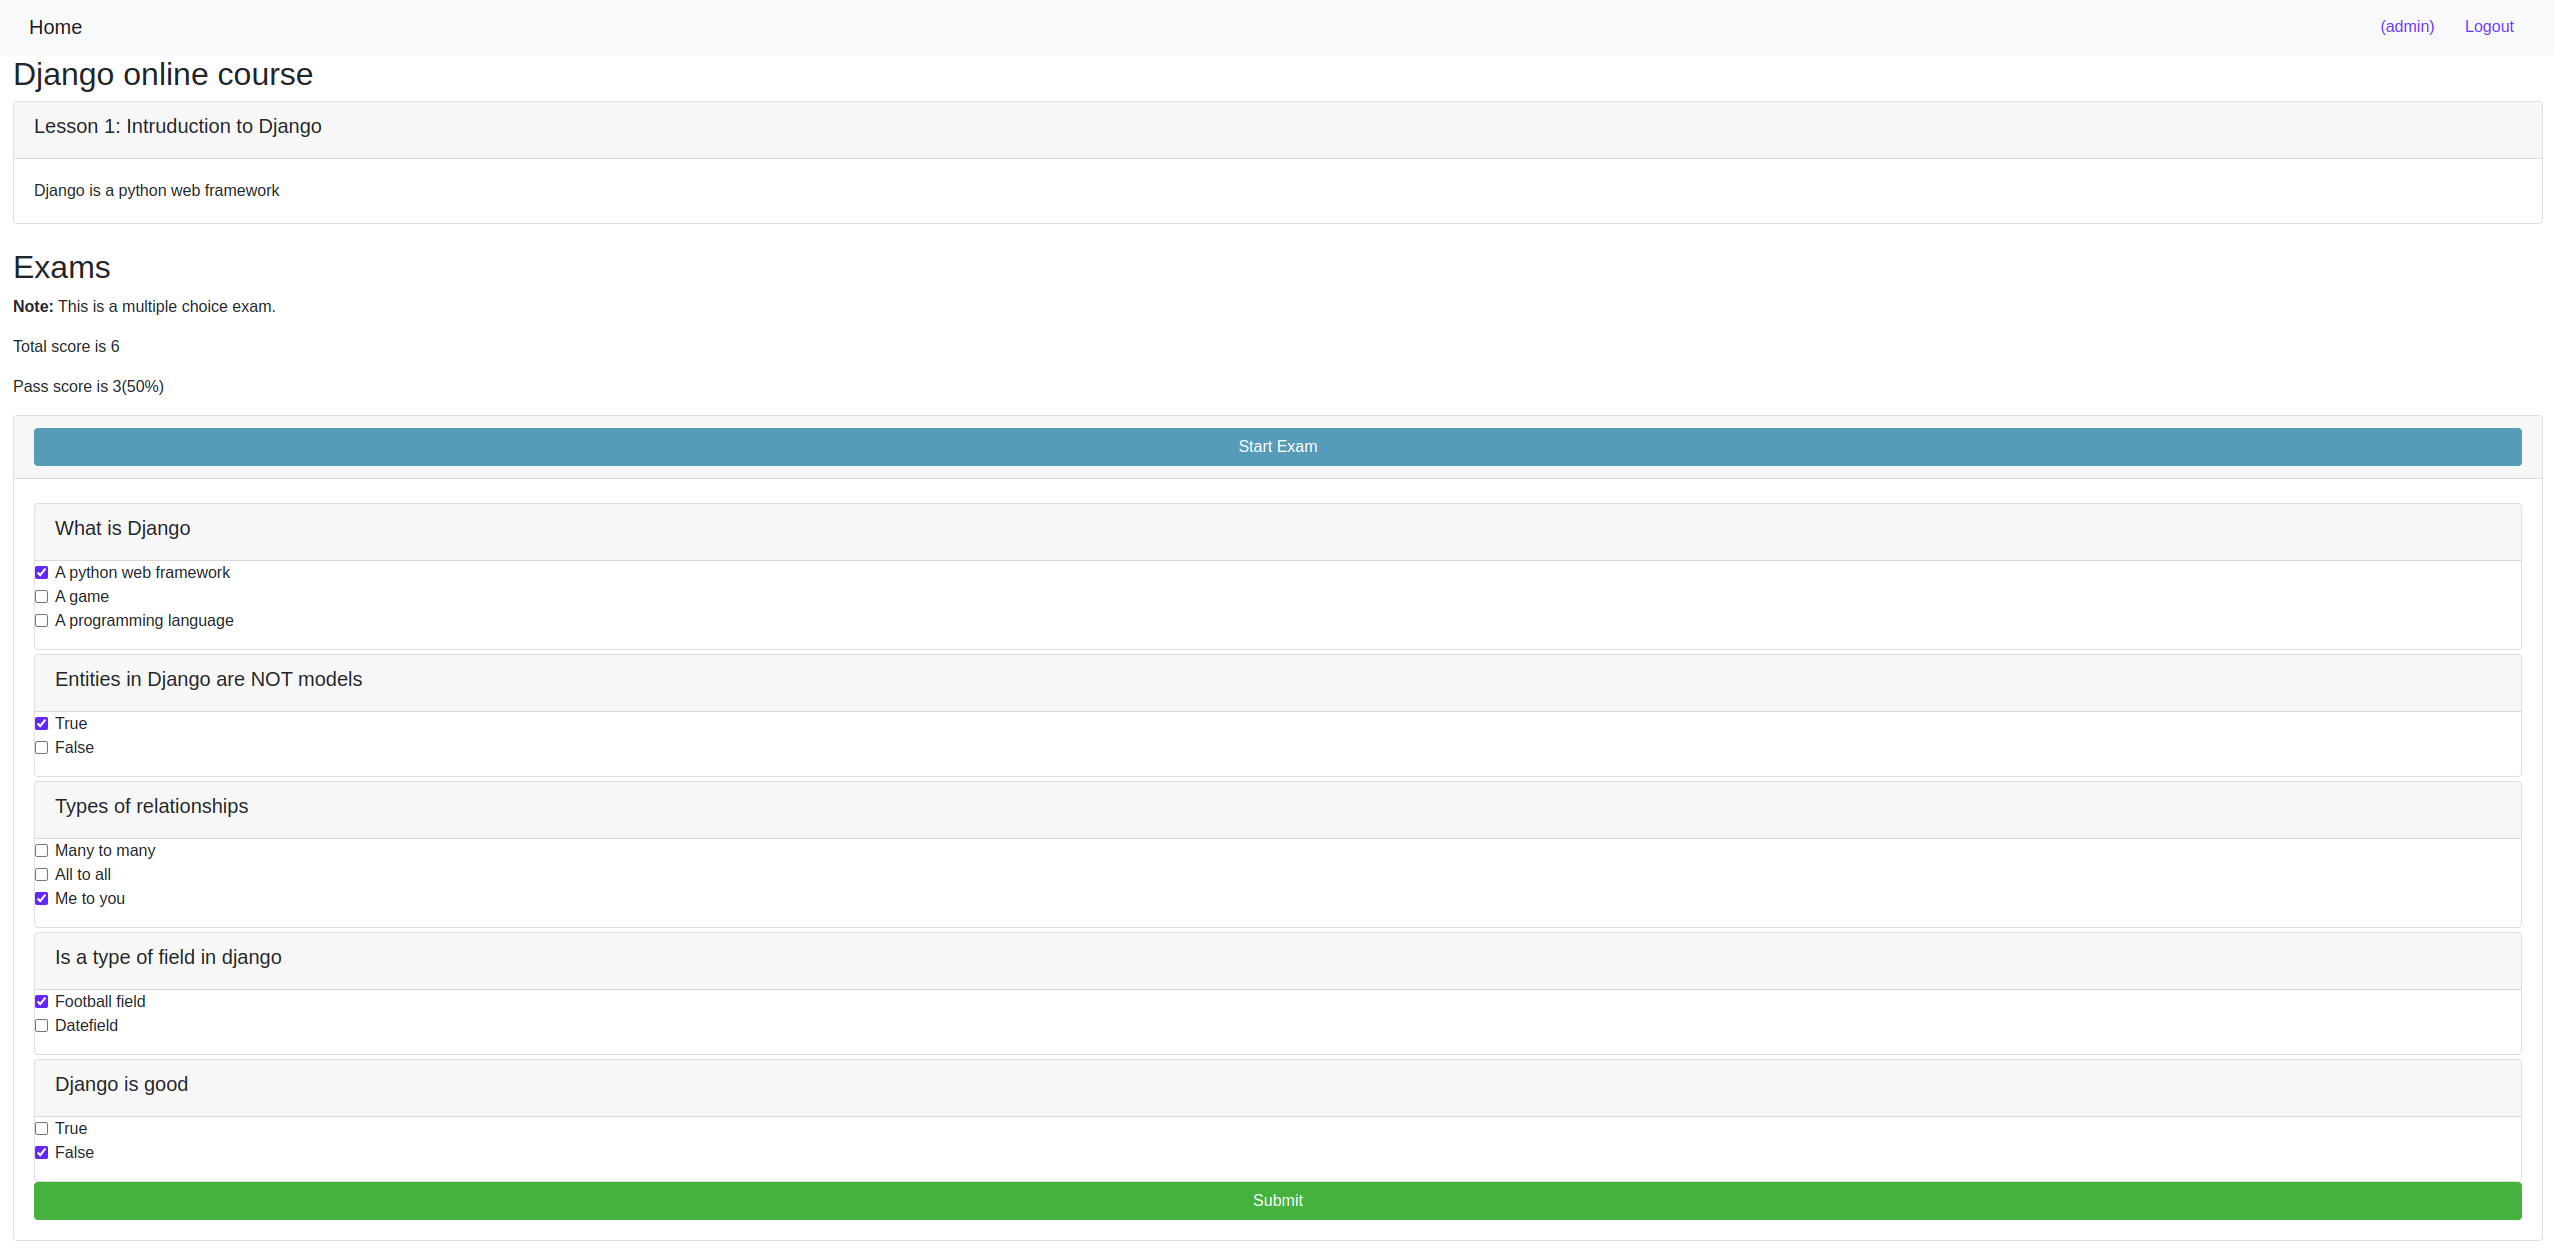 Home
(admin) Logout
Django online course
Lesson 1: Intruduction to Django
Django is a python web framework
Exams
Note: This is a multiple choice exam.
Total score is 6
Pass score is 3(50%)
Start Exam
What is Django
A python web framework
A game
A programming language
Entities in Django are NOT models
True
False
Types of relationships
Many to many
All to all
Me to you
Is a type of field in django
Football field
Datefield
Django is good
True
False
Submit